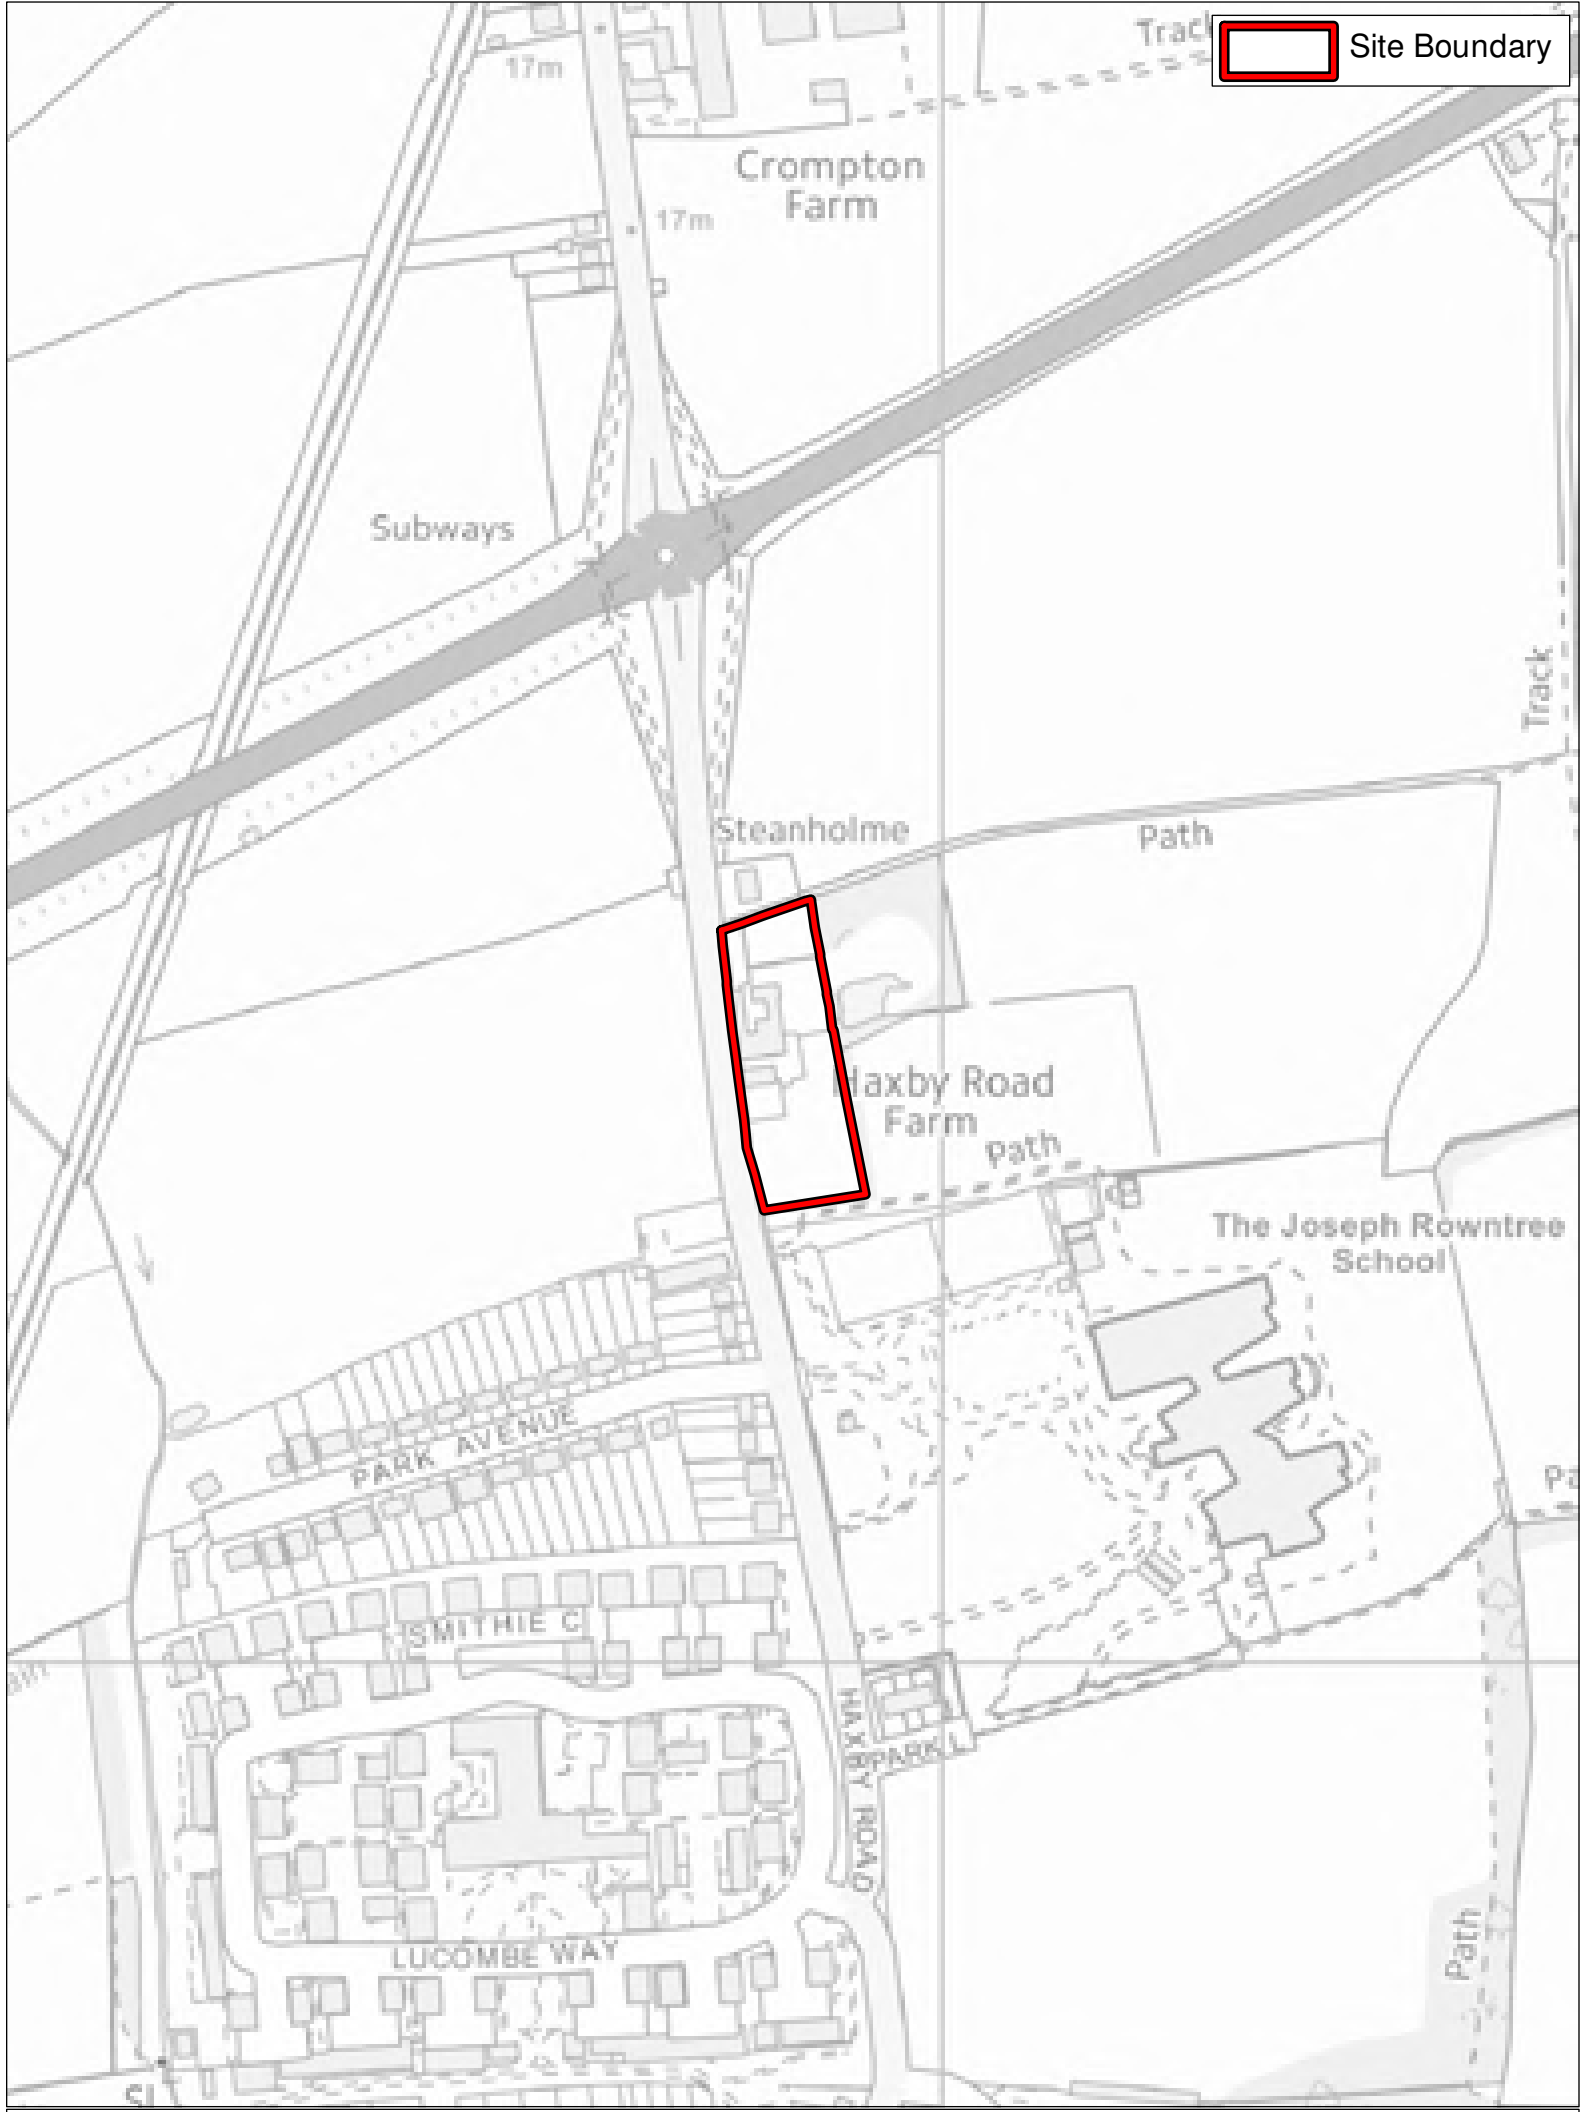 Track
Site Boundary
17m
Crompton
Farm
17m
Subways
Track
Steanholme
Path
Haxby Road
Farm
Path
The Joseph Rowntree
School
PARK AVENUE
Pa
SMITHIE C
HAXBY ROAD
PARK L
LUCOMBE WAY
Path